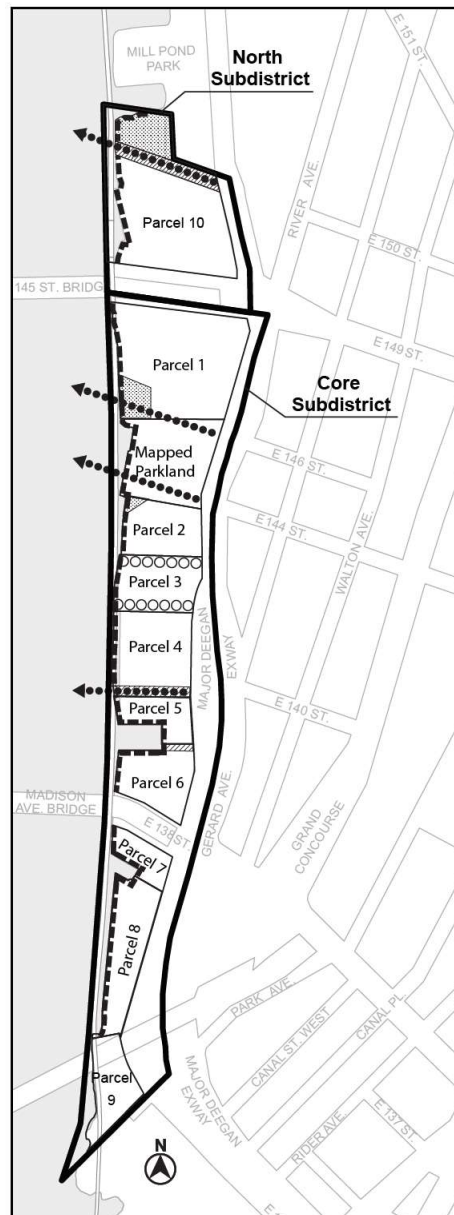 MILL POND
PARK
North
Subdistrict
E 151 ST.
RIVER AVE.
Parcel 10
E 150 ST.
145 ST. BRIDG
E 149 ST.
Parcel 1
Core
Subdistrict
Mapped
Parkland
E 146 ST.
Parcel 2
E 144 ST.
WALTON AVE.
Parcel 3
Parcel 4
MAJOR DEEGAN
EXWAY
Parcel 5
E 140 ST.
Parcel 6
MADISON
AVE. BRIDGE
E 138 ST.
GERARD AVE.
GRAND
CONCOURSE
Parcel 7
Parcel 8
PARK AVE.
CANAL ST. WEST
CANAL PL
MAJOR DEEGAN
EXWAY
Parcel
9
RIDER AVE.
E 137 ST.
N